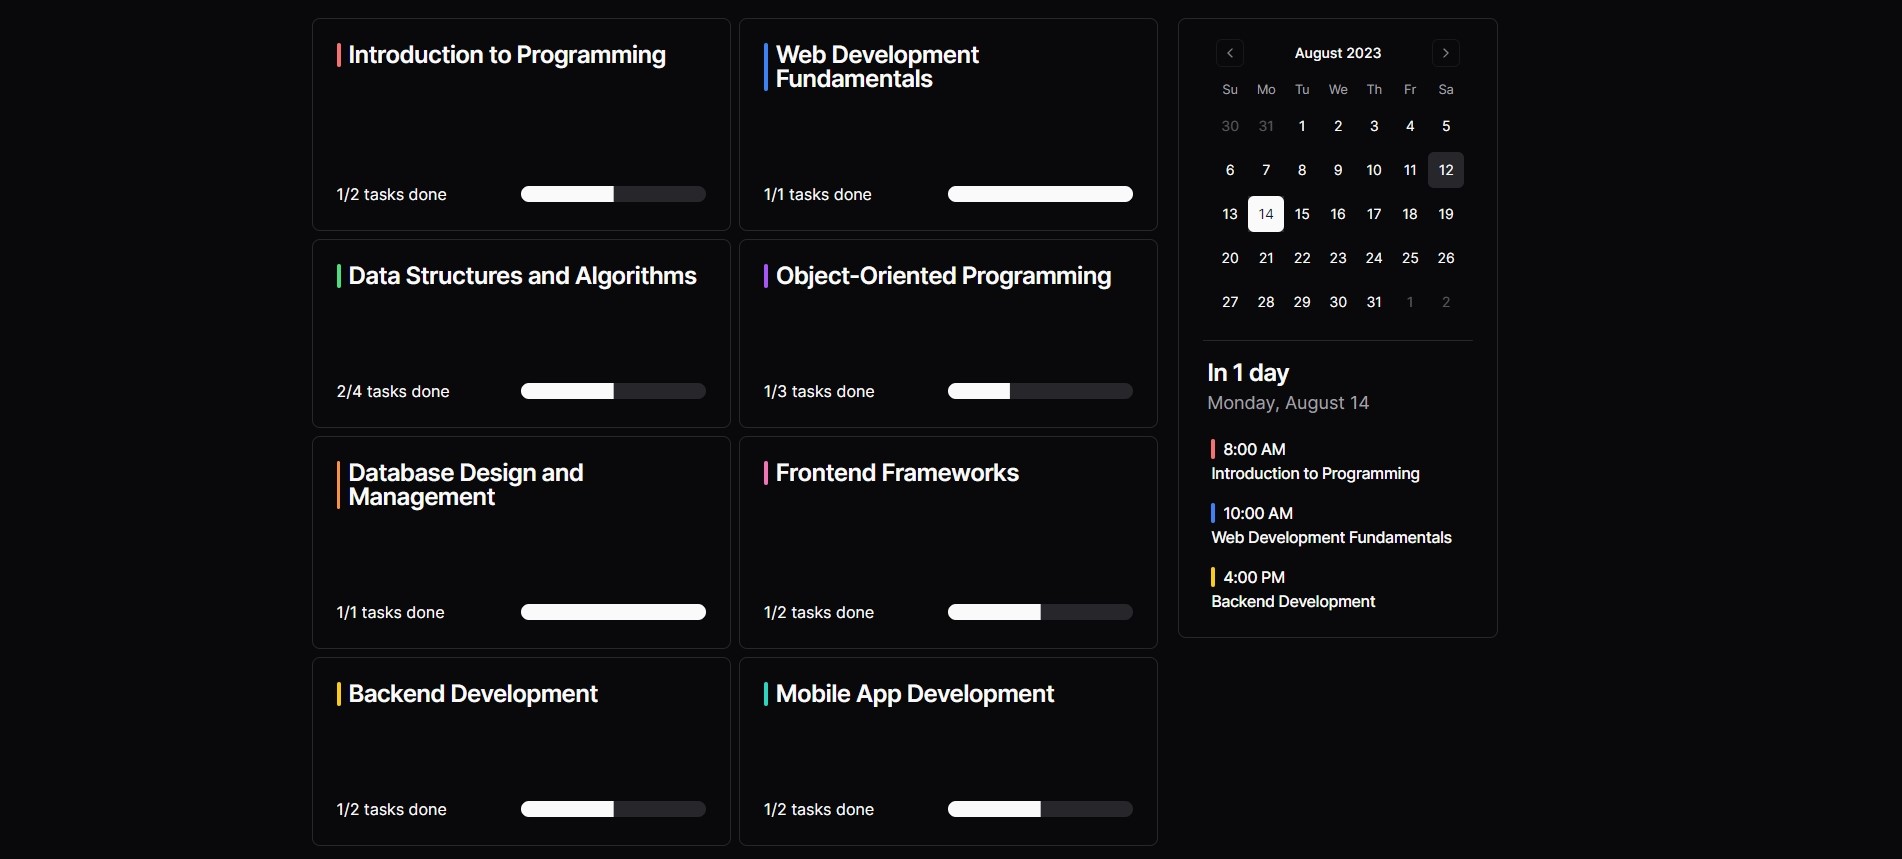 Introduction to Programming
1/2 tasks done
Web Development
Fundamentals
1/1 tasks done
Data Structures and Algorithms
2/4 tasks done
Object-Oriented Programming
1/3 tasks done
Database Design and
Management
1/1 tasks done
Frontend Frameworks
1/2 tasks done
Backend Development
1/2 tasks done
Mobile App Development
1/2 tasks done
August 2023
Su Mo Tu We Th Fr Sa
30 31 1 2 3 4 5
6 7 8 9 10 11 12
13 14 15 16 17 18 19
20 21 22 23 24 25 26
27 28 29 30 31 1 2
In 1 day
Monday, August 14
8:00 AM
Introduction to Programming
10:00 AM
Web Development Fundamentals
4:00 PM
Backend Development